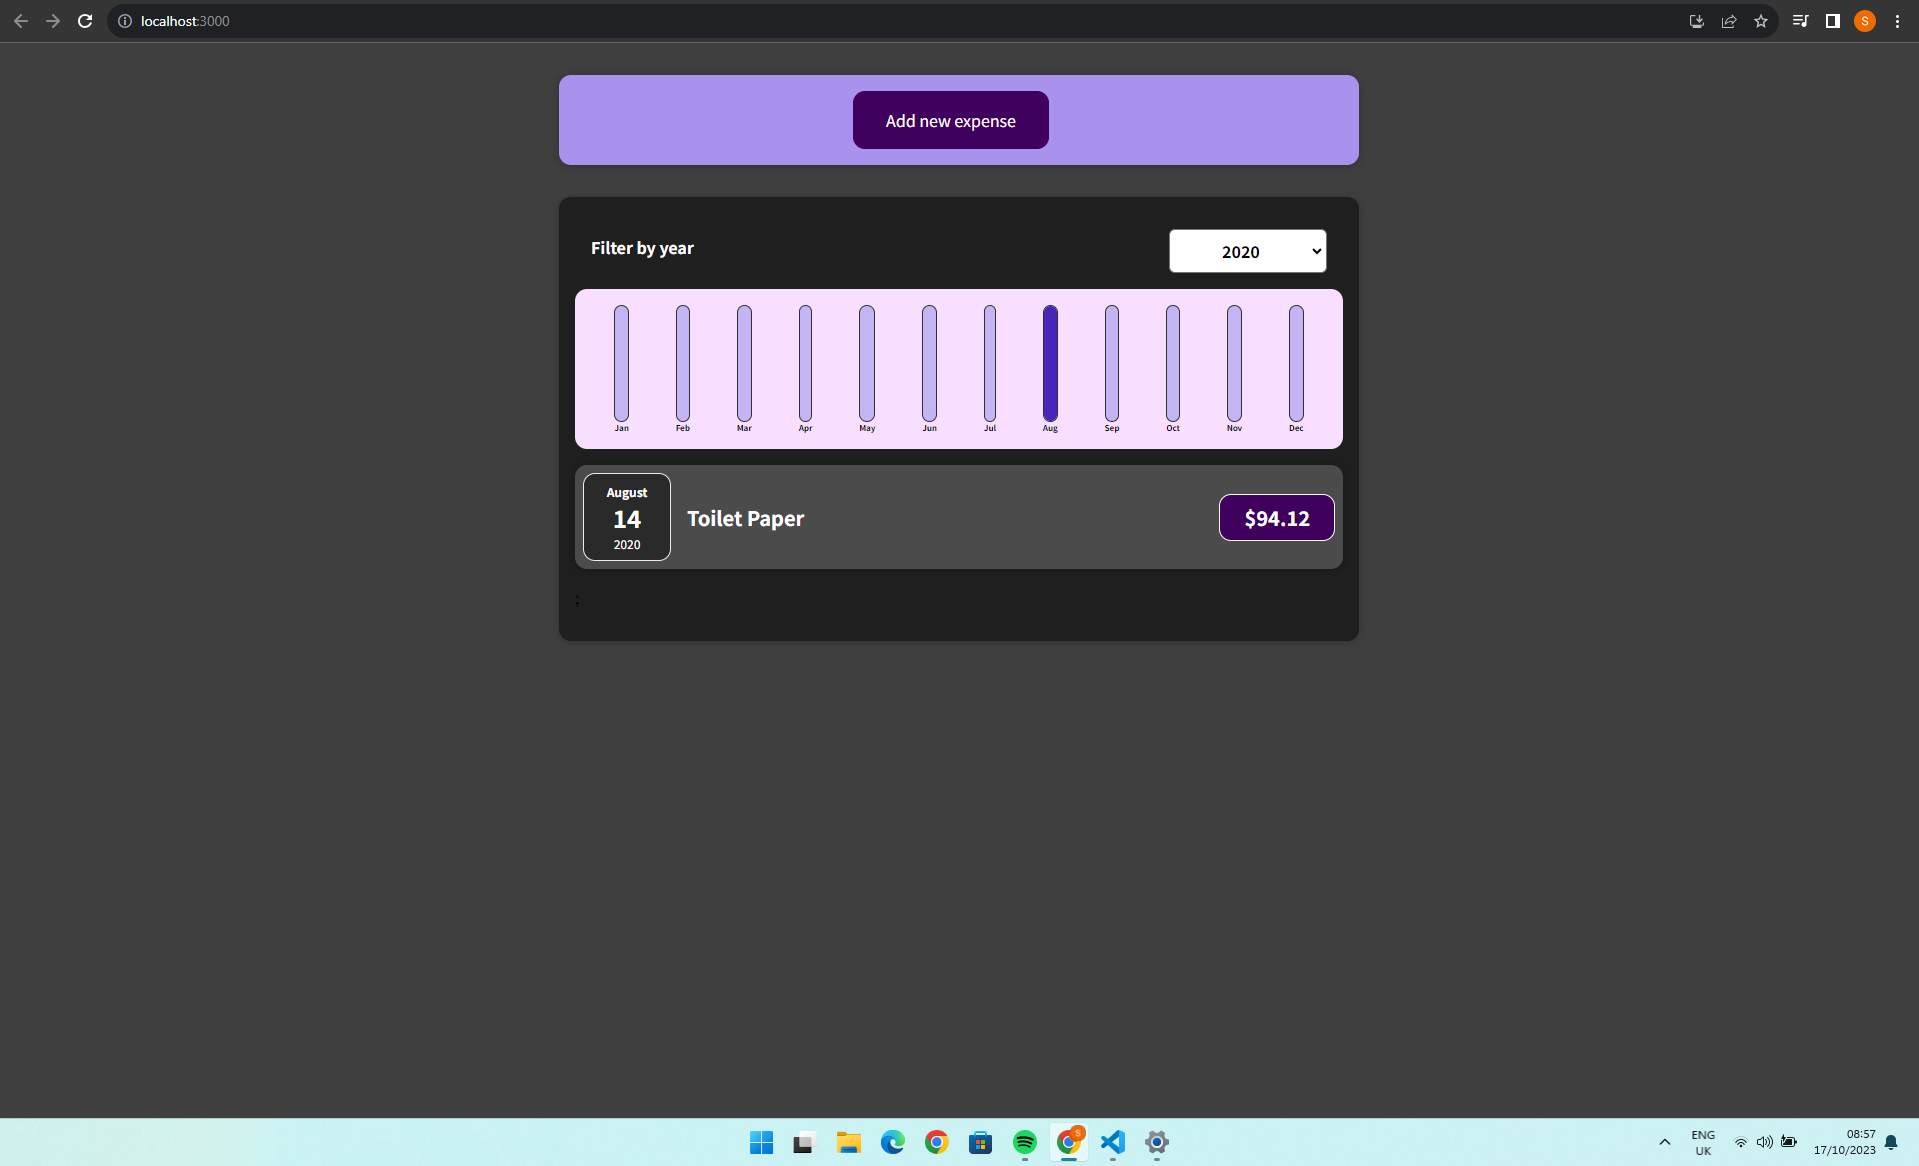 localhost:3000
S
Add new expense
Filter by year
2020
Jan Feb Mar Apr May Jun Jul Aug Sep Oct Nov Dec
August
14
2020
Toilet Paper
$94.12
;
S
ENG
UK
08:57
17/10/2023